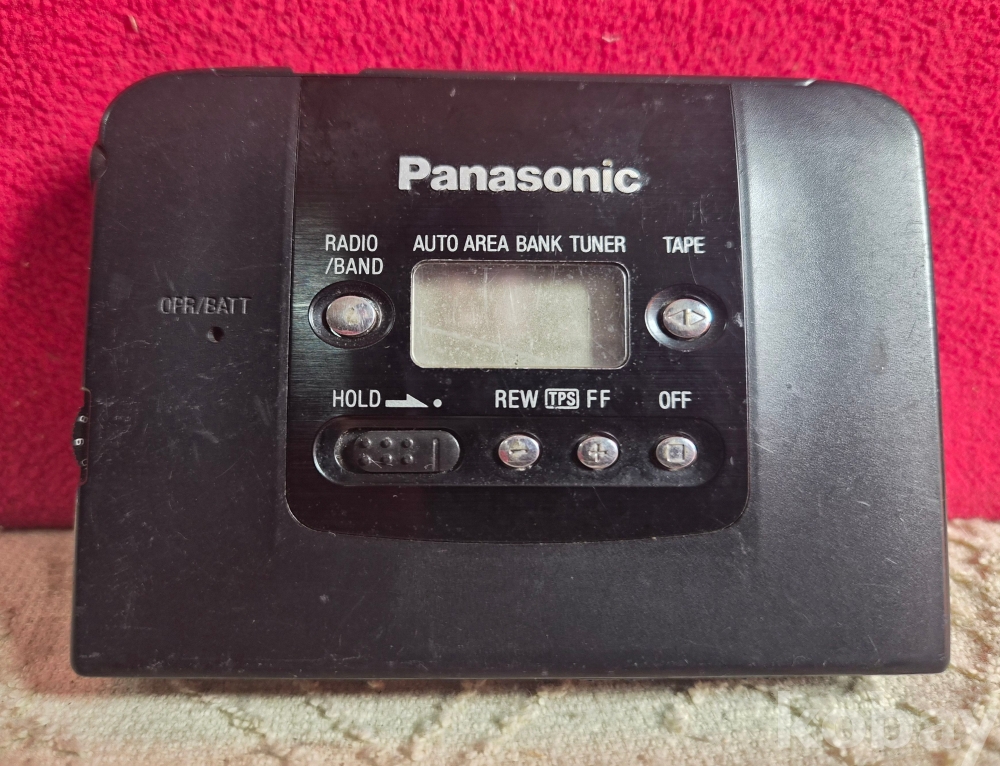 Panasonic
RADIO
/BAND
AUTO AREA BANK TUNER
TAPE
OPR/BATT
HOLD
REW TPS FF
OFF